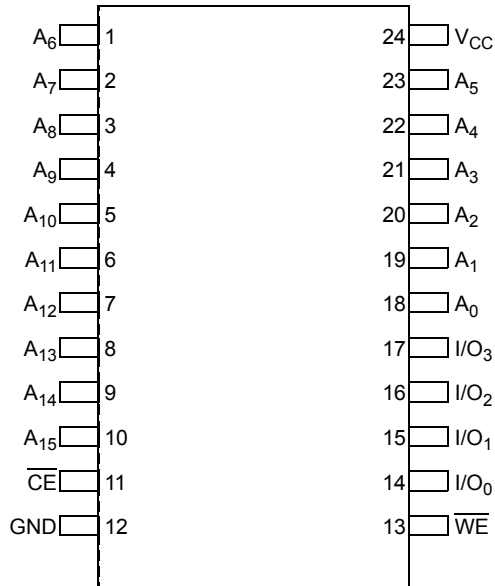 A6 1 24 VCC
A7 2 23 A5
A8 3 22 A4
A9 4 21 A3
A10 5 20 A2
A11 6 19 A1
A12 7 18 A0
A13 8 17 I/O3
A14 9 16 I/O2
A15 10 15 I/O1
C̅E̅ 11 14 I/O0
GND 12 13 W̅E̅